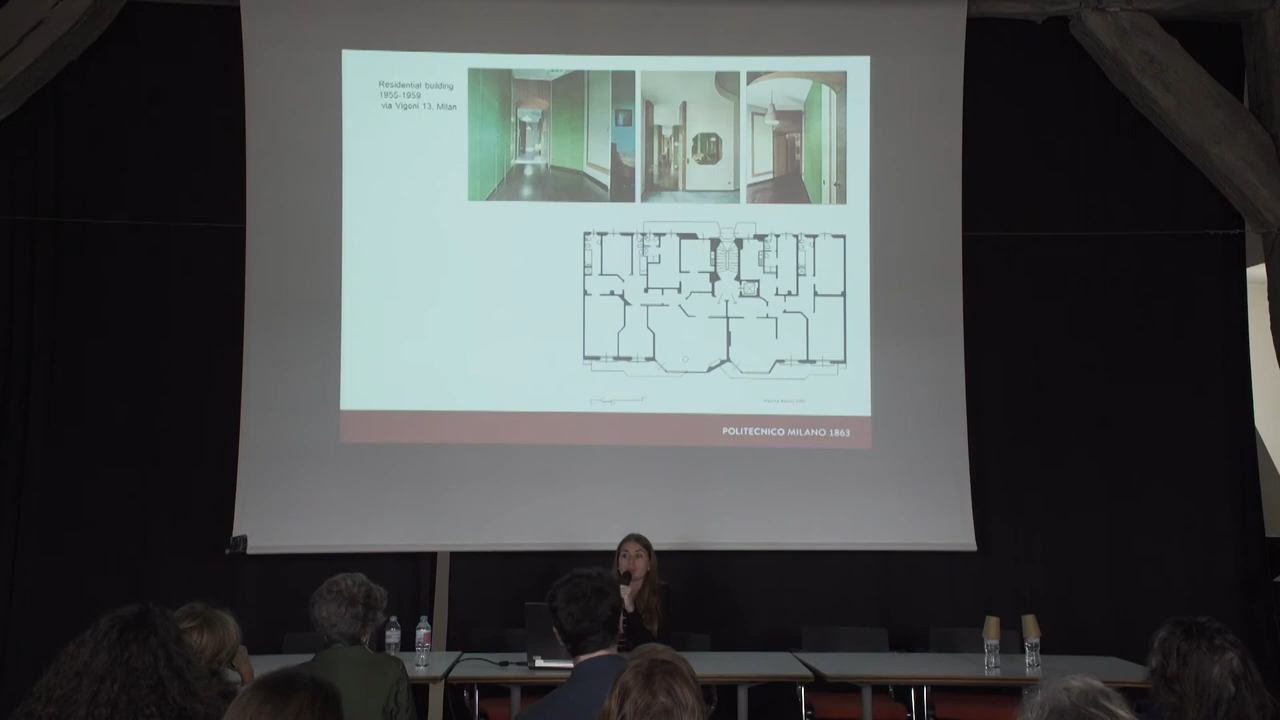 Residential building
1955-1959
via Vigoni 13, Milan
POLITECNICO MILANO 1863